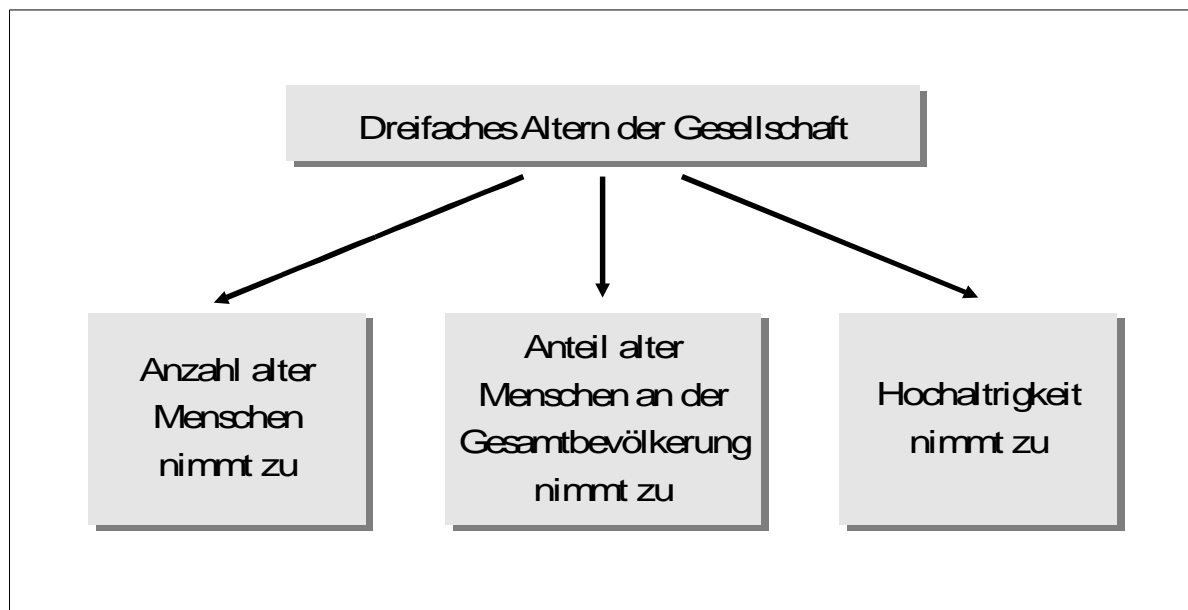 Dreifaches Altern der Gesellschaft
Anzahl alter
Menschen
nimmt zu
Anteil alter
Menschen an der
Gesamtbevölkerung
nimmt zu
Hochaltrigkeit
nimmt zu